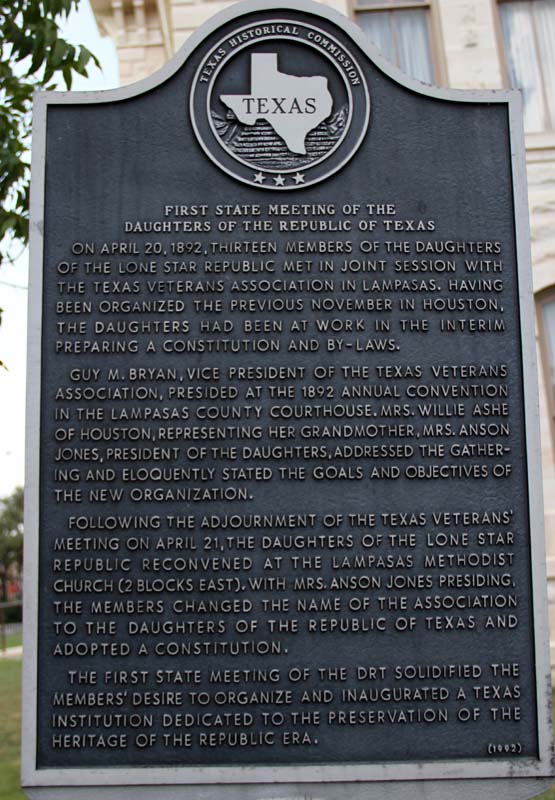 TEXAS HISTORICAL COMMISSION
TEXAS
FIRST STATE MEETING OF THE
DAUGHTERS OF THE REPUBLIC OF TEXAS
ON APRIL 20, 1892, THIRTEEN MEMBERS OF THE DAUGHTERS
OF THE LONE STAR REPUBLIC MET IN JOINT SESSION WITH
THE TEXAS VETERANS ASSOCIATION IN LAMPASAS. HAVING
BEEN ORGANIZED THE PREVIOUS NOVEMBER IN HOUSTON,
THE DAUGHTERS HAD BEEN AT WORK IN THE INTERIM
PREPARING A CONSTITUTION AND BY-LAWS.
GUY M. BRYAN, VICE PRESIDENT OF THE TEXAS VETERANS
ASSOCIATION, PRESIDED AT THE 1892 ANNUAL CONVENTION
IN THE LAMPASAS COUNTY COURTHOUSE. MRS. WILLIE ASHE
OF HOUSTON, REPRESENTING HER GRANDMOTHER, MRS. ANSON
JONES, PRESIDENT OF THE DAUGHTERS, ADDRESSED THE GATHER-
ING AND ELOQUENTLY STATED THE GOALS AND OBJECTIVES OF
THE NEW ORGANIZATION.
FOLLOWING THE ADJOURNMENT OF THE TEXAS VETERANS'
MEETING ON APRIL 21, THE DAUGHTERS OF THE LONE STAR
REPUBLIC RECONVENED AT THE LAMPASAS METHODIST
CHURCH (2 BLOCKS EAST). WITH MRS. ANSON JONES PRESIDING,
THE MEMBERS CHANGED THE NAME OF THE ASSOCIATION
TO THE DAUGHTERS OF THE REPUBLIC OF TEXAS AND
ADOPTED A CONSTITUTION.
THE FIRST STATE MEETING OF THE DRT SOLIDIFIED THE
MEMBERS' DESIRE TO ORGANIZE AND INAUGURATED A TEXAS
INSTITUTION DEDICATED TO THE PRESERVATION OF THE
HERITAGE OF THE REPUBLIC ERA.
(1992)